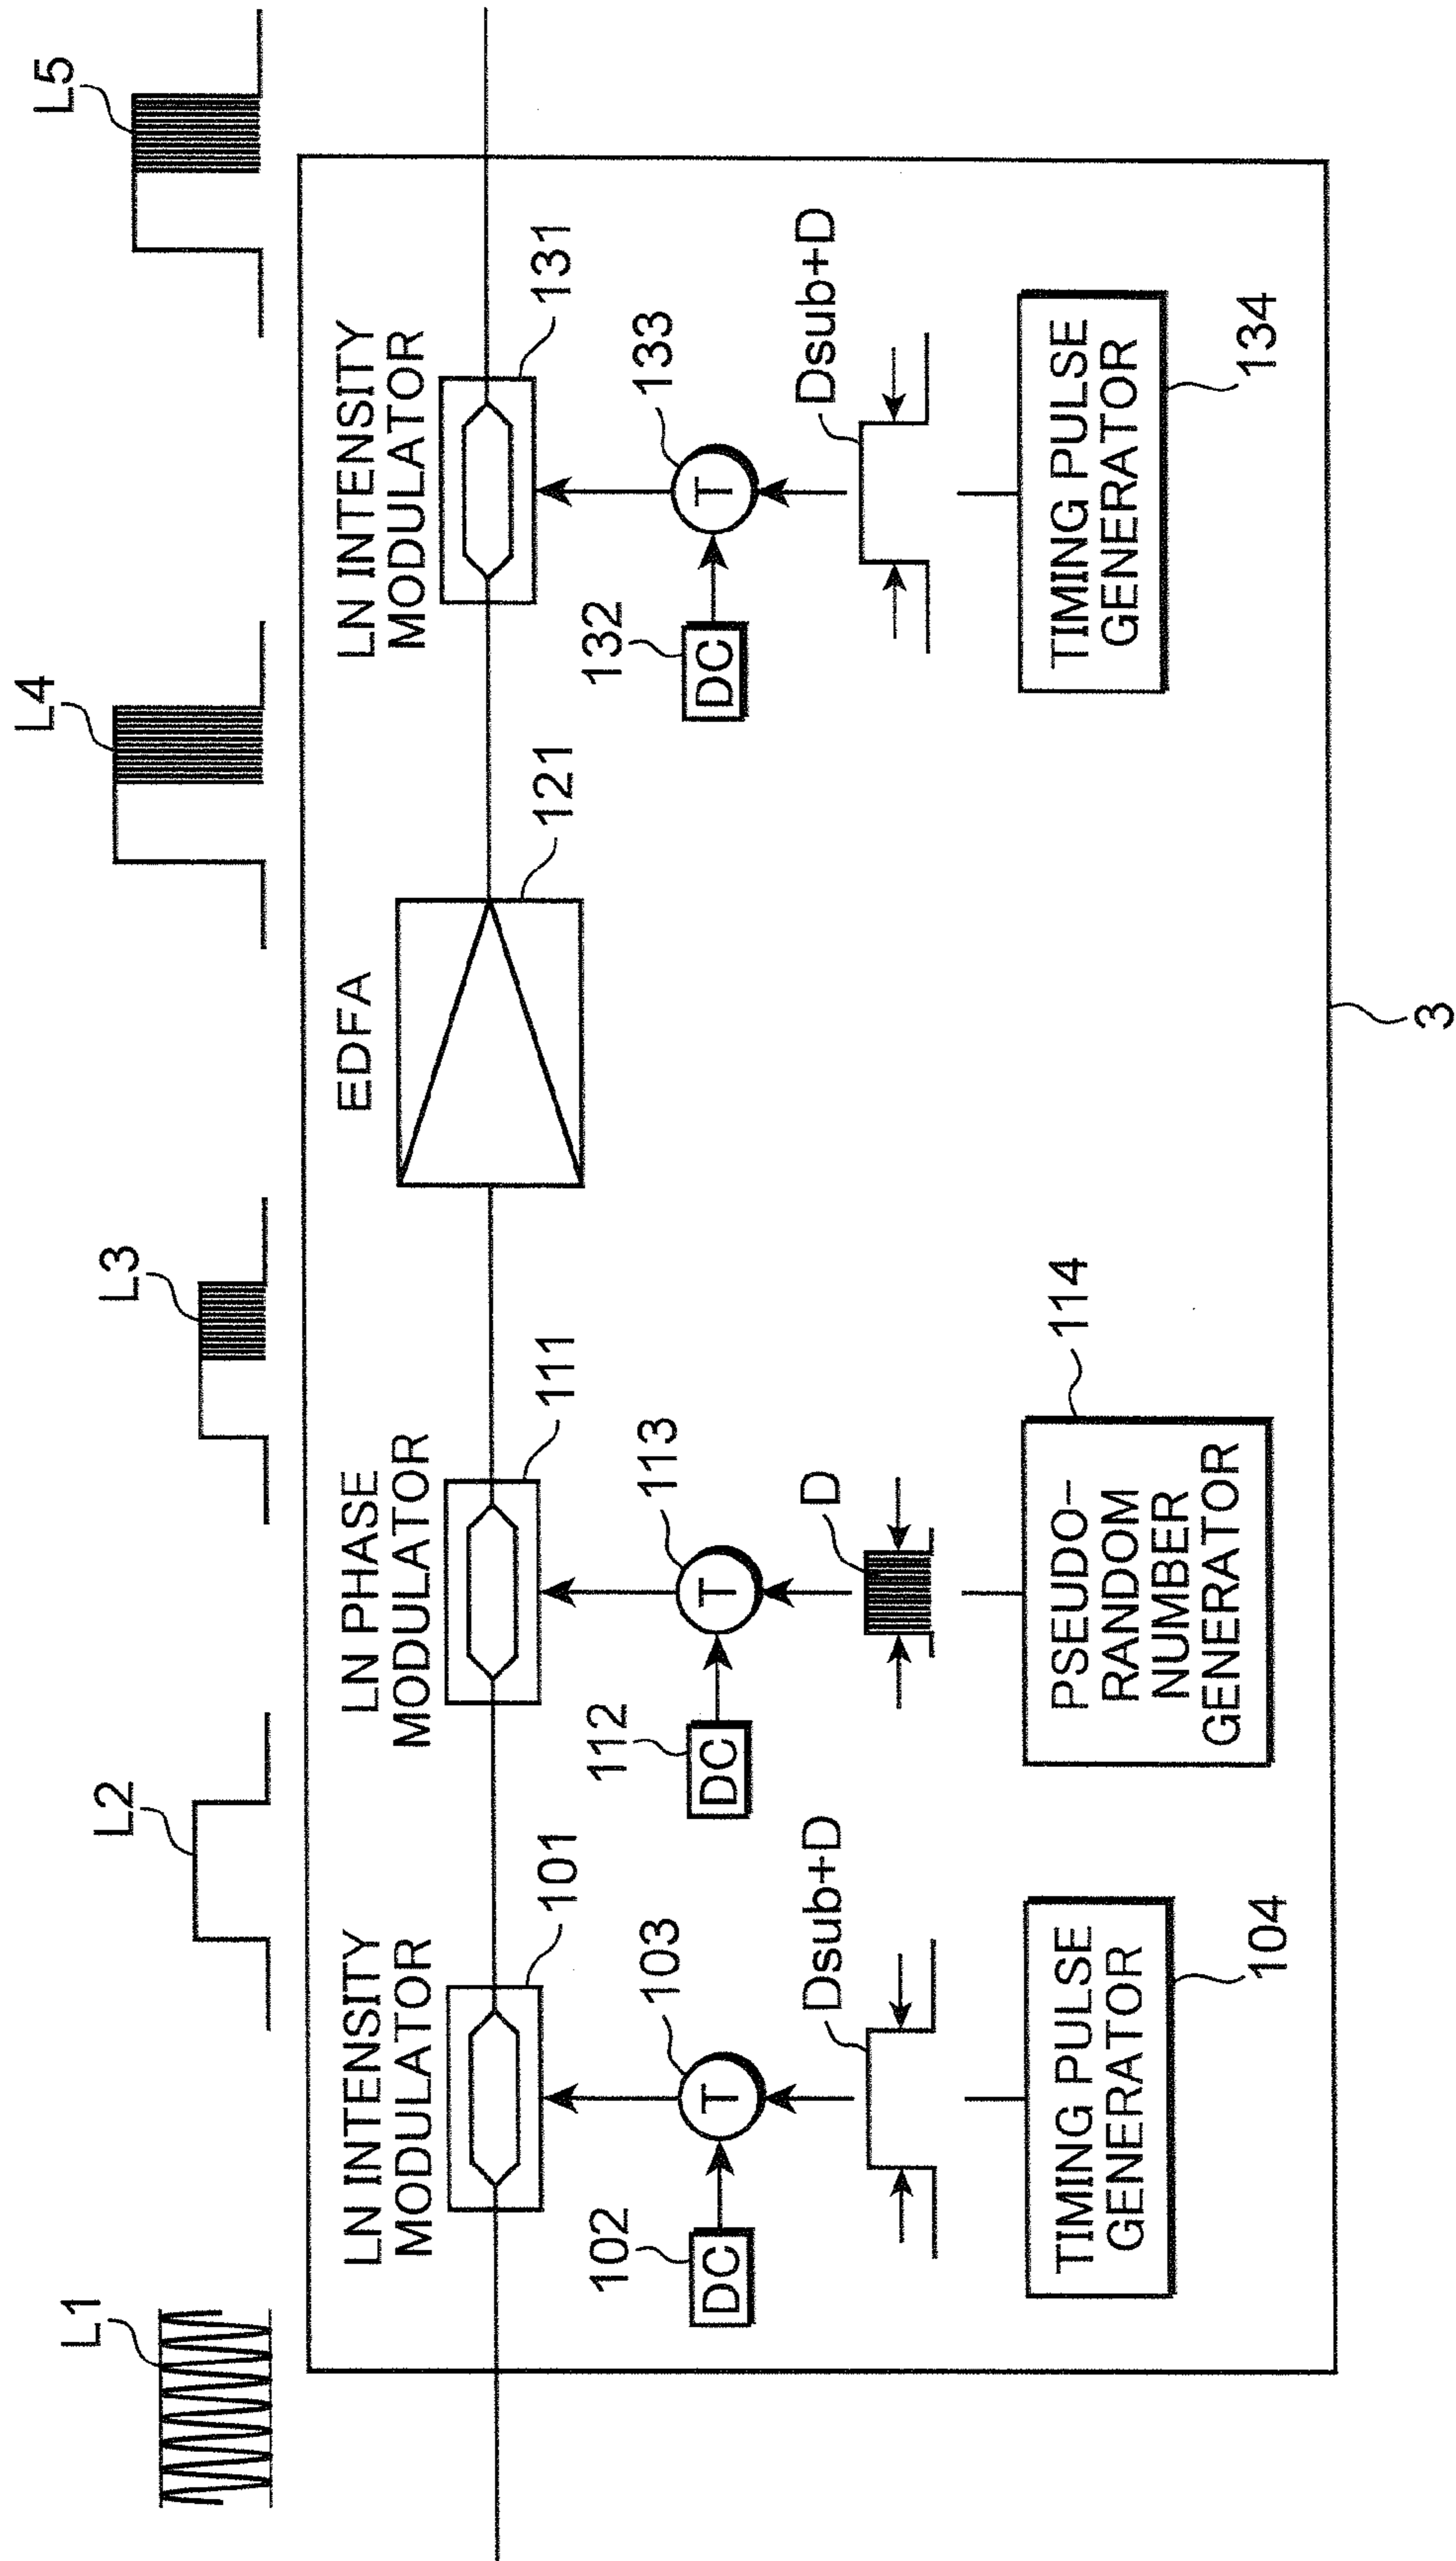 L1
L2
L3
L4
L5
LN INTENSITY
MODULATOR
101
LN PHASE
MODULATOR
111
EDFA
121
LN INTENSITY
MODULATOR
131
102
DC
T
103
112
DC
T
113
132
DC
T
133
Dsub+D
D
Dsub+D
TIMING PULSE
GENERATOR
104
PSEUDO-
RANDOM
NUMBER
GENERATOR
114
TIMING PULSE
GENERATOR
134
3